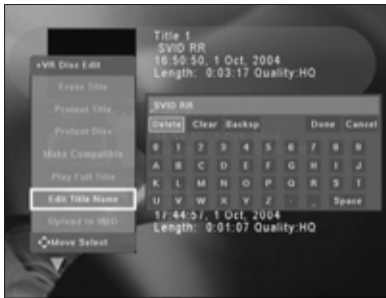 Title 1
SVID RR
16:50:50, 1 Oct, 2004
Length: 0:03:17 Quality:HQ
+VR Disc Edit
Erase Title
Protect Title
Protect Disc
Make Compatible
Play Full Title
Edit Title Name
Upload to
Move Select
_SVID RR
Delete Clear Backsp Done Cancel
0 1 2 3 4 5 6 7 8 9
A B C D E F G H I J
K L M N O P Q R S T
U V W X Y Z - _ Space
17:44:57, 1 Oct, 2004
Length: 0:01:07 Quality:HQ